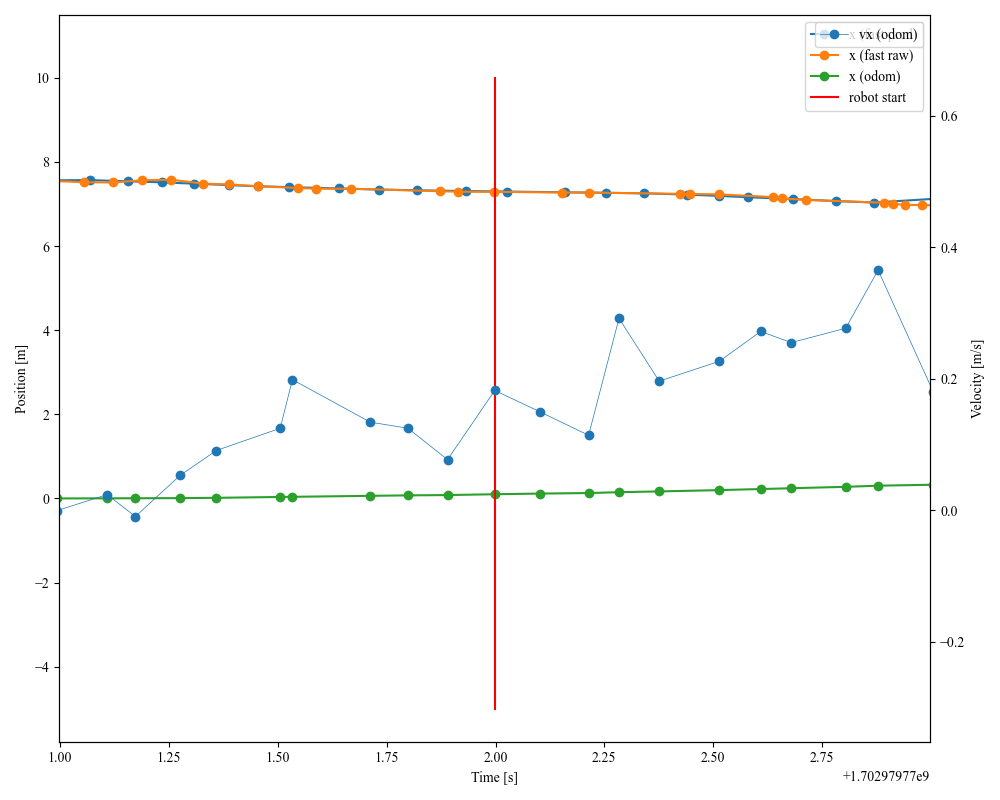 vx (odom)
x (fast raw)
x (odom)
robot start
10
8
6
4
2
0
−2
−4
Position [m]
0.6
0.4
0.2
0.0
−0.2
Velocity [m/s]
1.00
1.25
1.50
1.75
2.00
2.25
2.50
2.75
Time [s]
+1.70297977e9